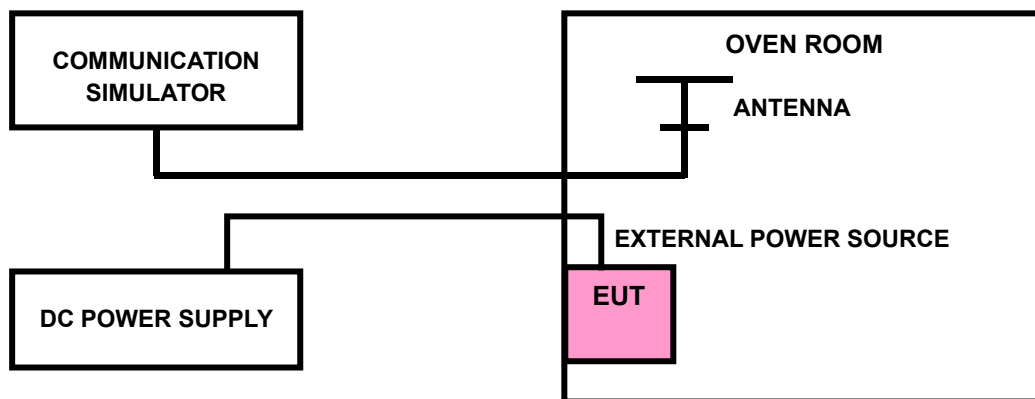 COMMUNICATION
SIMULATOR
OVEN ROOM
ANTENNA
EXTERNAL POWER SOURCE
EUT
DC POWER SUPPLY